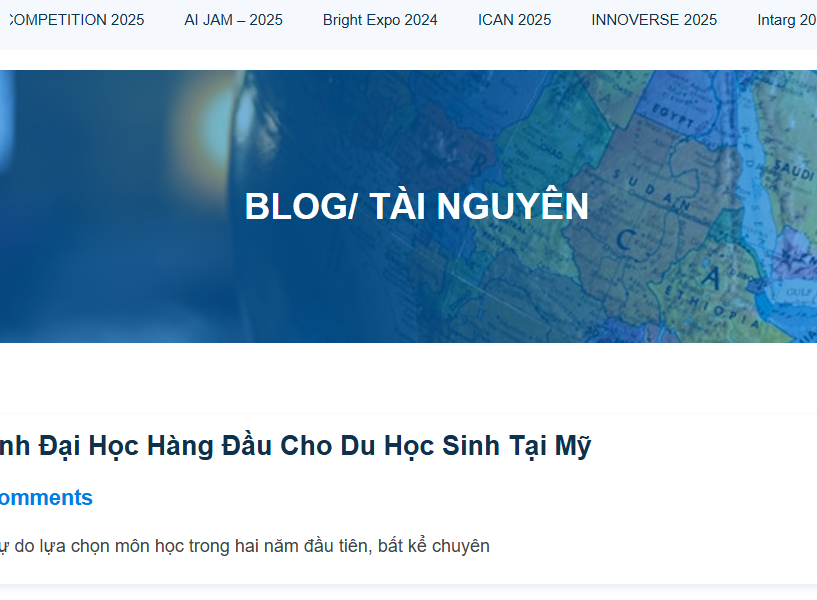 COMPETITION 2025 AI JAM – 2025 Bright Expo 2024 ICAN 2025 INNOVERSE 2025 Intarg 20
EGYPT
SAUDI
CHAD
SUDAN
BLOG/ TÀI NGUYÊN
C
A
ETHIOPIA
GULF
nh Đại Học Hàng Đầu Cho Du Học Sinh Tại Mỹ
omments
ự do lựa chọn môn học trong hai năm đầu tiên, bất kể chuyên